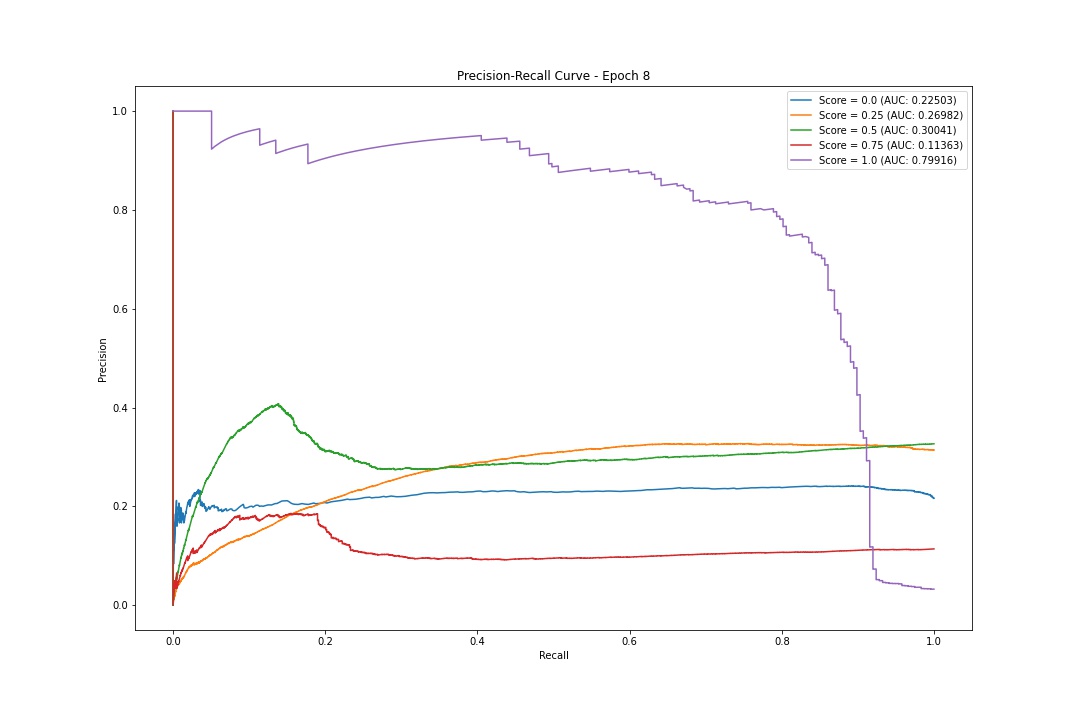 Precision-Recall Curve - Epoch 8
Score = 0.0 (AUC: 0.22503)
Score = 0.25 (AUC: 0.26982)
Score = 0.5 (AUC: 0.30041)
Score = 0.75 (AUC: 0.11363)
Score = 1.0 (AUC: 0.79916)
Precision
1.0
0.8
0.6
0.4
0.2
0.0
0.0 0.2 0.4 0.6 0.8 1.0
Recall